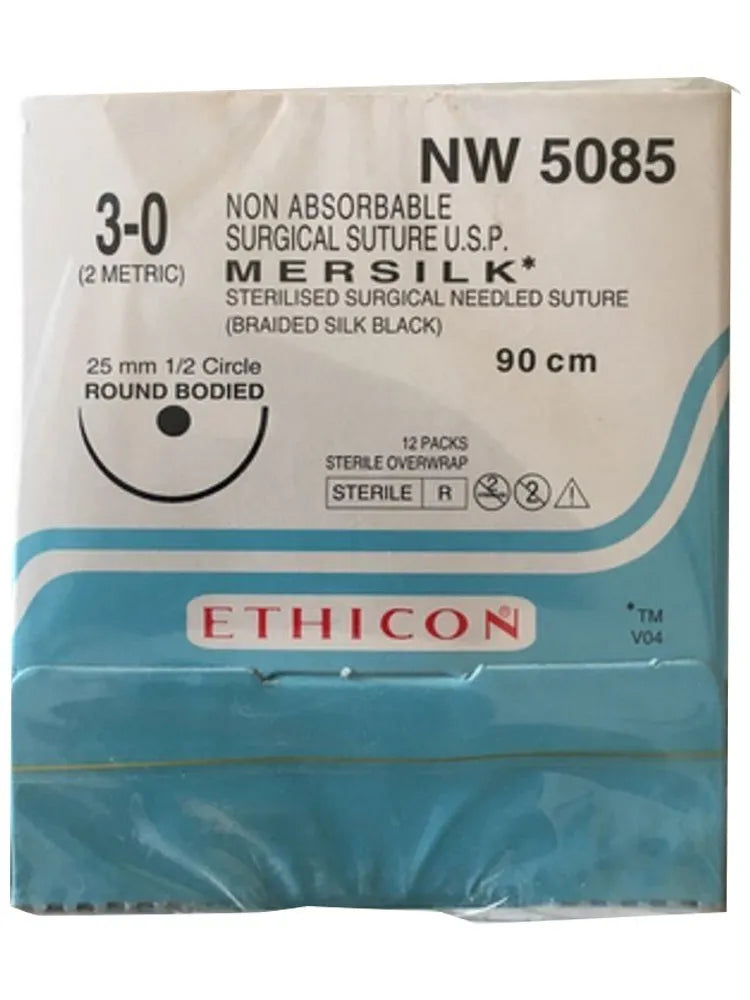 NW 5085
3-0
(2 METRIC)
NON ABSORBABLE
SURGICAL SUTURE U.S.P.
MERSILK*
STERILISED SURGICAL NEEDLED SUTURE
(BRAIDED SILK BLACK)
25 mm 1/2 Circle
ROUND BODIED
90 cm
12 PACKS
STERILE OVERWRAP
STERILE R
2
2
ETHICON®
*TM
V04